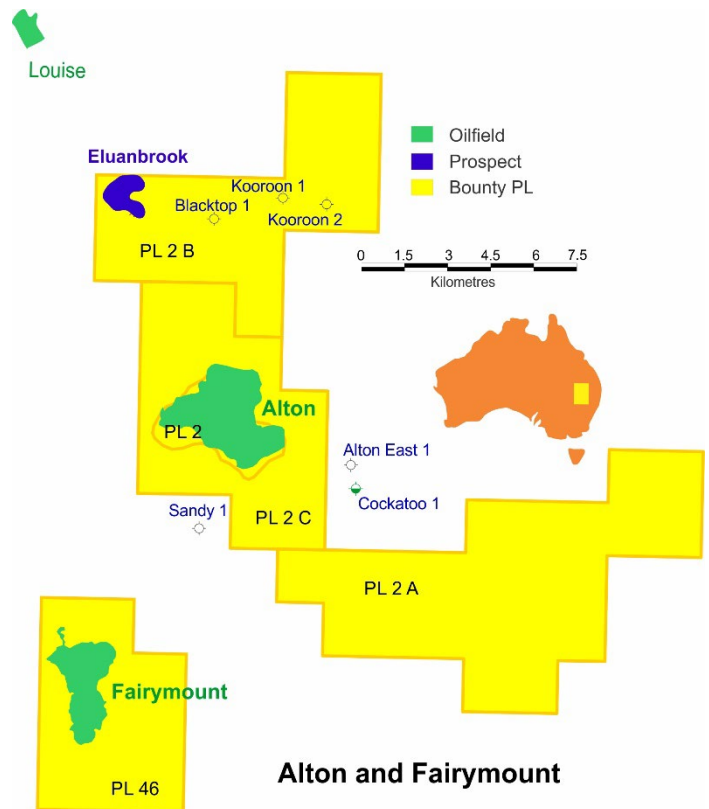 Louise
Eluanbrook
Oilfield
Prospect
Bounty PL
Kooroon 1
Blacktop 1
Kooroon 2
PL 2 B
0 1.5 3 4.5 6 7.5
Kilometres
Alton
PL 2
Alton East 1
Cockatoo 1
Sandy 1
PL 2 C
PL 2 A
Fairymount
PL 46
Alton and Fairymount